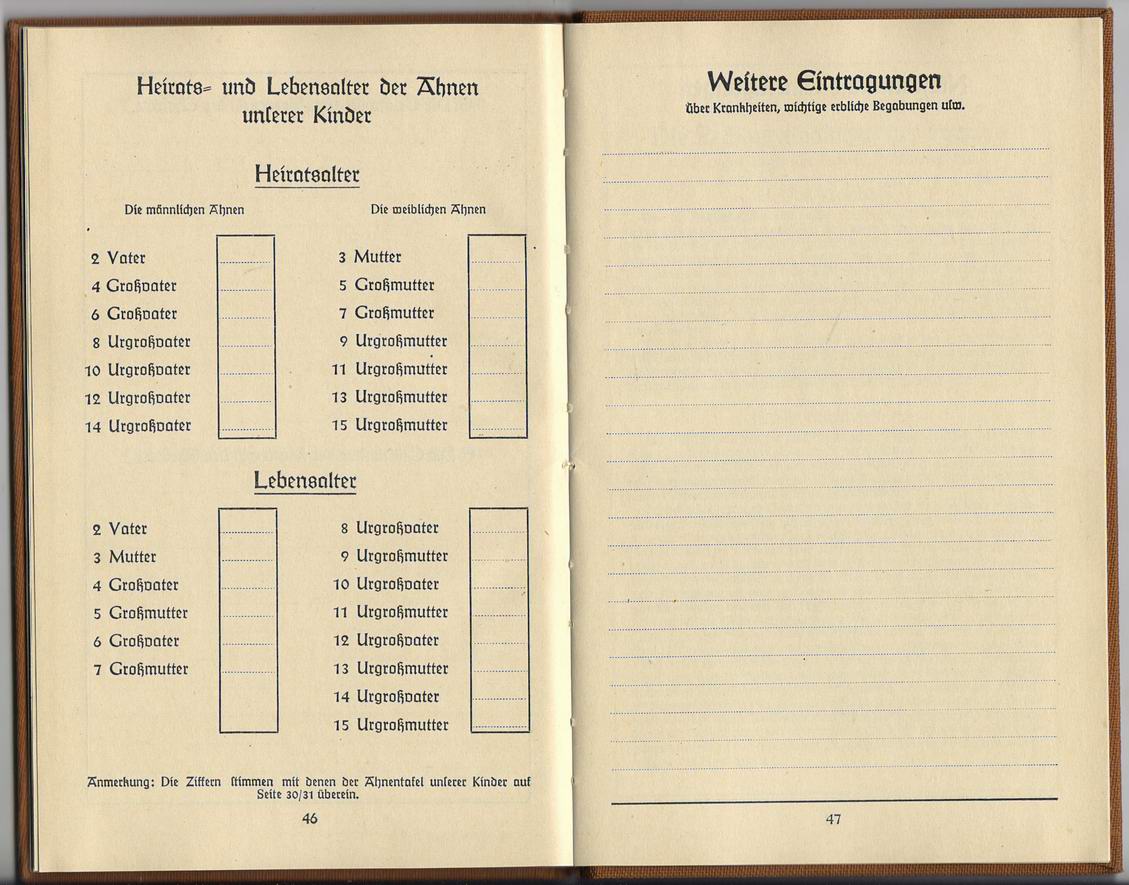 Heirats- und Lebensalter der Ahnen
unserer Kinder
Heiratsalter
Die männlichen Ahnen
2 Vater
4 Großvater
6 Großvater
8 Urgroßvater
10 Urgroßvater
12 Urgroßvater
14 Urgroßvater
Die weiblichen Ahnen
3 Mutter
5 Großmutter
7 Großmutter
9 Urgroßmutter
11 Urgroßmutter
13 Urgroßmutter
15 Urgroßmutter
Lebensalter
2 Vater
3 Mutter
4 Großvater
5 Großmutter
6 Großvater
7 Großmutter
8 Urgroßvater
9 Urgroßmutter
10 Urgroßvater
11 Urgroßmutter
12 Urgroßvater
13 Urgroßmutter
14 Urgroßvater
15 Urgroßmutter
Anmerkung: Die Ziffern stimmen mit denen der Ahnentafel unserer Kinder auf
Seite 30/31 überein.
46
Weitere Eintragungen
über Krankheiten, wichtige erbliche Begabungen usw.
47